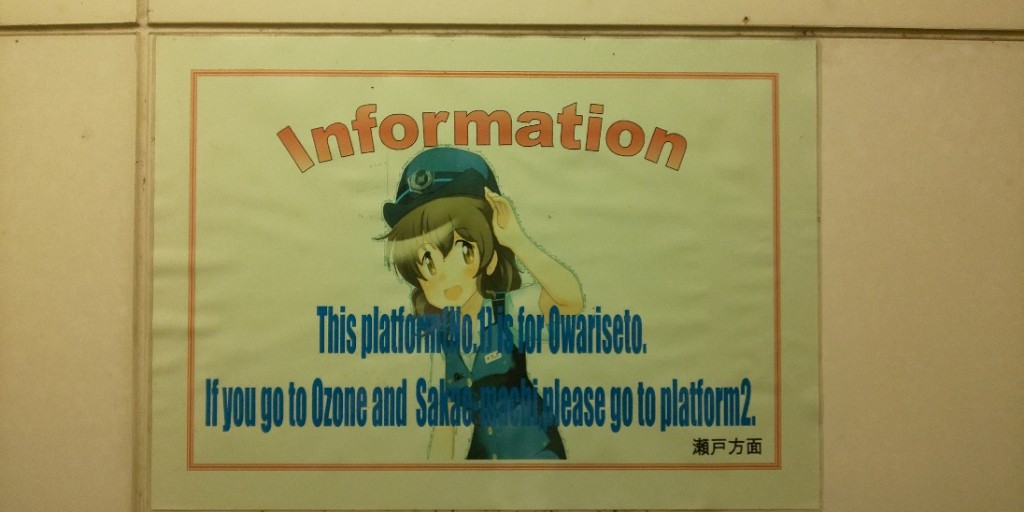 Information
This platform(No.1) is for Owariseto.
If you go to Ozone and Sakae-machi,please go to platform2.
瀬戸方面